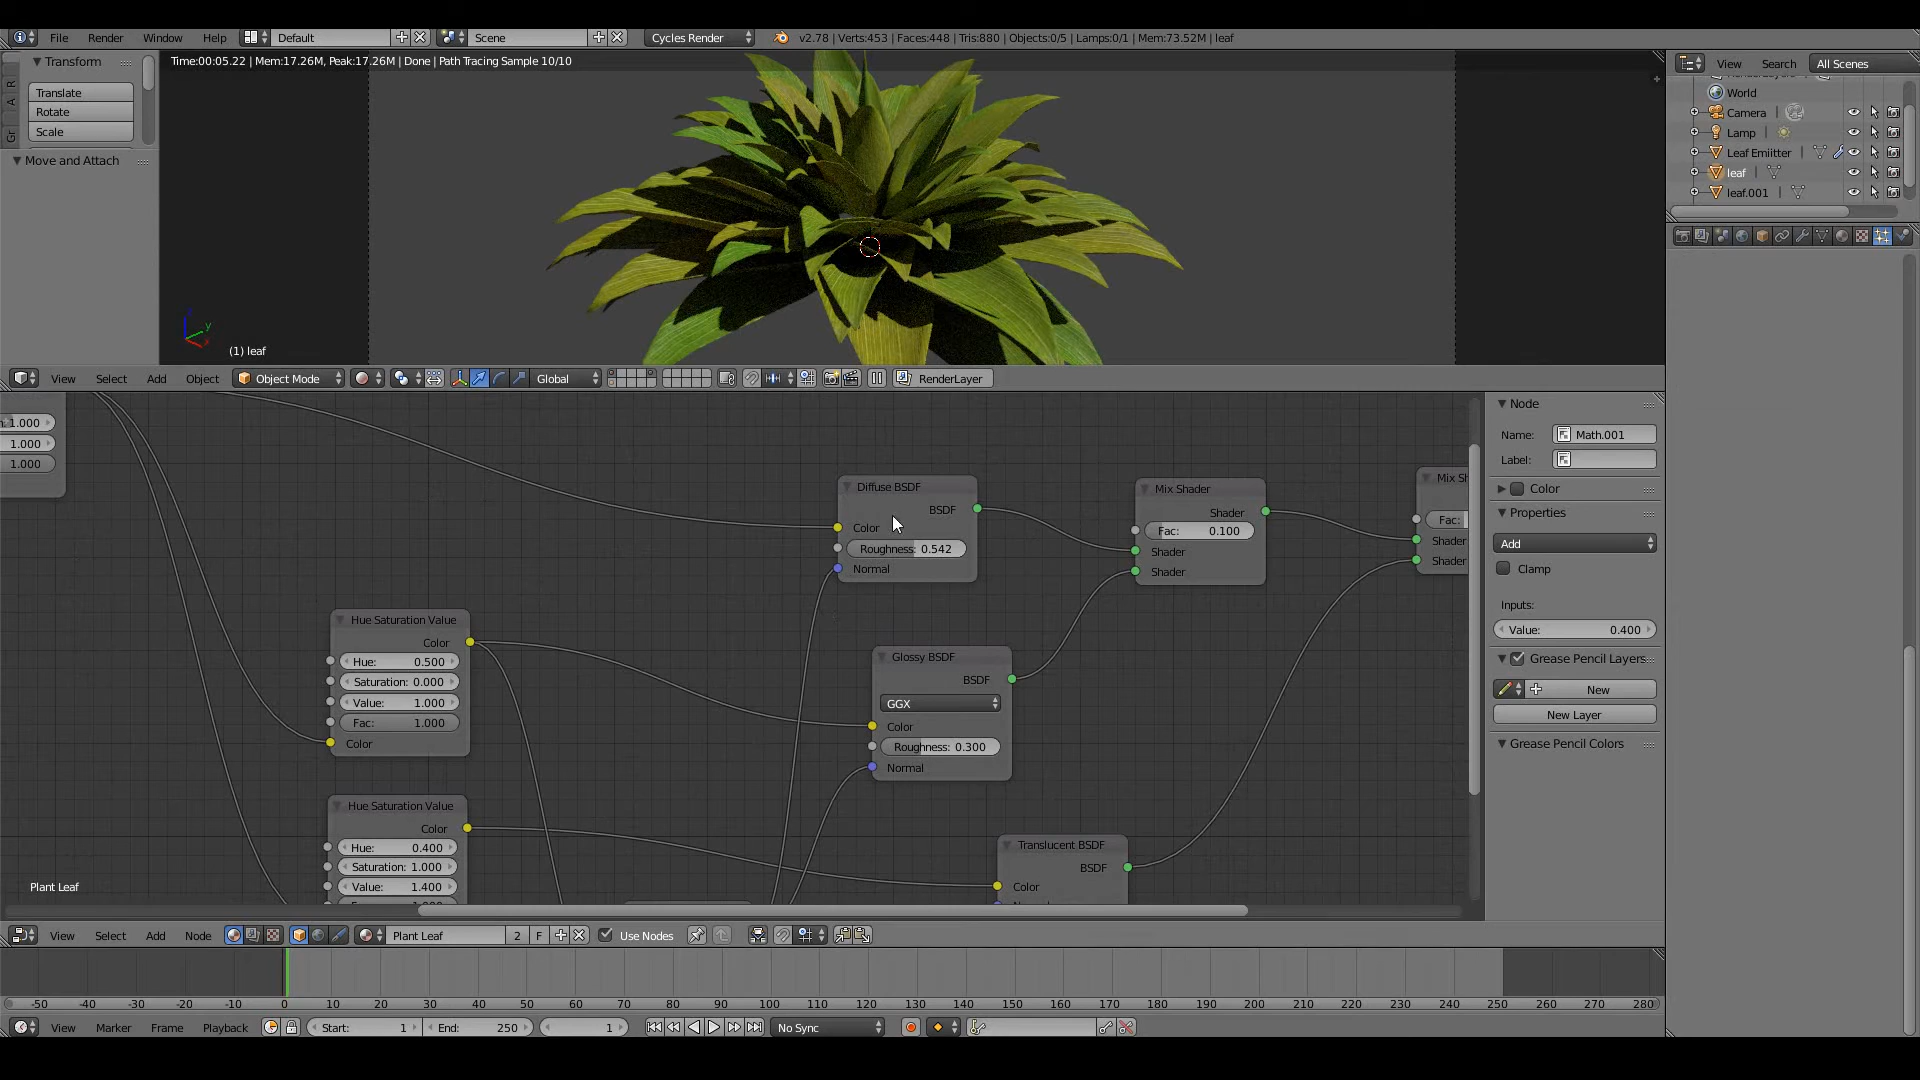 File Render Window Help Default Scene Cycles Render v2.78 | Verts:453 | Faces:448 | Tris:880 | Objects:0/5 | Lamps:0/1 | Mem:73.52M | leaf
Transform
Translate
Rotate
Scale
Move and Attach
R
A
Gr
Time:00:05.22 | Mem:17.26M, Peak:17.26M | Done | Path Tracing Sample 10/10
(1) leaf
View Search All Scenes
World
Camera
Lamp
Leaf Emiitter
leaf
leaf.001
View Select Add Object Object Mode Global RenderLayer
1.000
1.000
1.000
Diffuse BSDF
BSDF
Color
Roughness: 0.542
Normal
Mix Shader
Shader
Fac: 0.100
Shader
Shader
Mix Sh
Fac:
Shader
Shader
Hue Saturation Value
Color
Hue: 0.500
Saturation: 0.000
Value: 1.000
Fac: 1.000
Color
Glossy BSDF
BSDF
GGX
Color
Roughness: 0.300
Normal
Hue Saturation Value
Color
Hue: 0.400
Saturation: 1.000
Value: 1.400
Translucent BSDF
BSDF
Color
Plant Leaf
Node
Name: Math.001
Label:
Color
Properties
Add
Clamp
Inputs:
Value: 0.400
Grease Pencil Layers
New
New Layer
Grease Pencil Colors
View Select Add Node Plant Leaf 2 F Use Nodes
-50 -40 -30 -20 -10 0 10 20 30 40 50 60 70 80 90 100 110 120 130 140 150 160 170 180 190 200 210 220 230 240 250 260 270 280
View Marker Frame Playback Start: 1 End: 250 1 No Sync